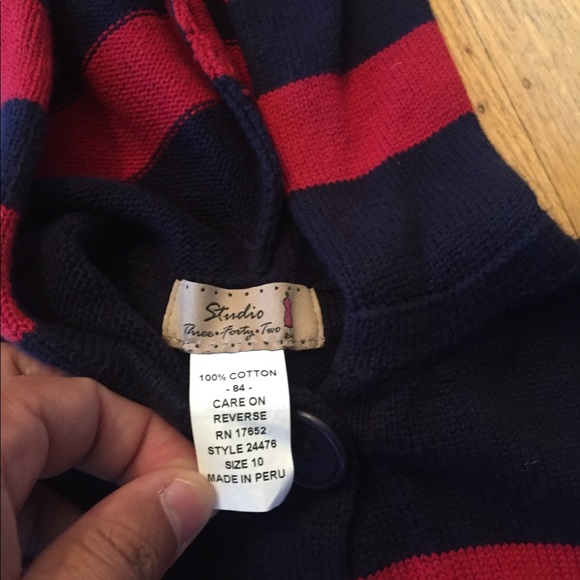 Studio
Three • Forty • Two
100% COTTON
- 84 -
CARE ON
REVERSE
RN 17652
STYLE 24476
SIZE 10
MADE IN PERU